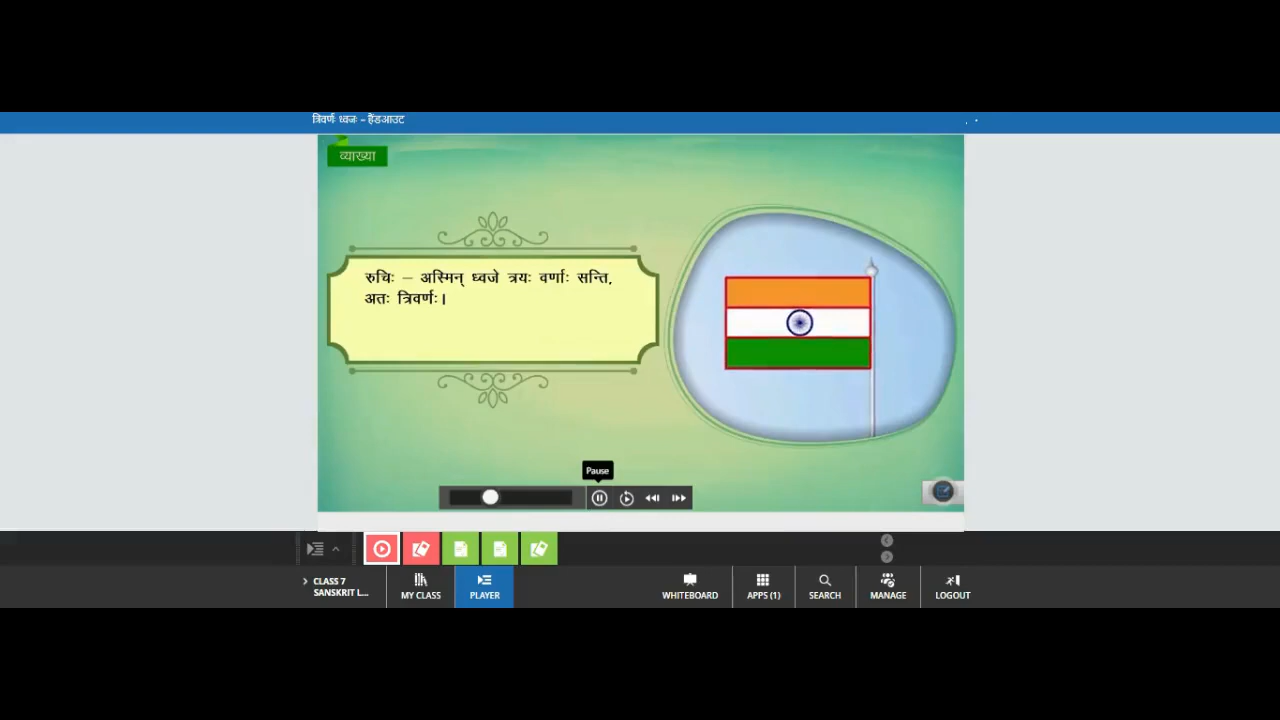 त्रिवर्णः ध्वजः – हैंडआउट
व्याख्या
रुचिः – अस्मिन् ध्वजे त्रयः वर्णाः सन्ति,
अतः त्रिवर्णः।
Pause
CLASS 7
SANSKRIT L...
MY CLASS
PLAYER
WHITEBOARD
APPS (1)
SEARCH
MANAGE
LOGOUT